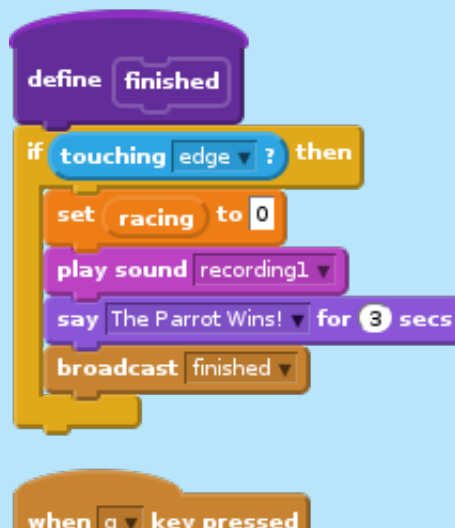 define finished
if touching edge ? then
set racing to 0
play sound recording1
say The Parrot Wins! for 3 secs
broadcast finished
when g key pressed